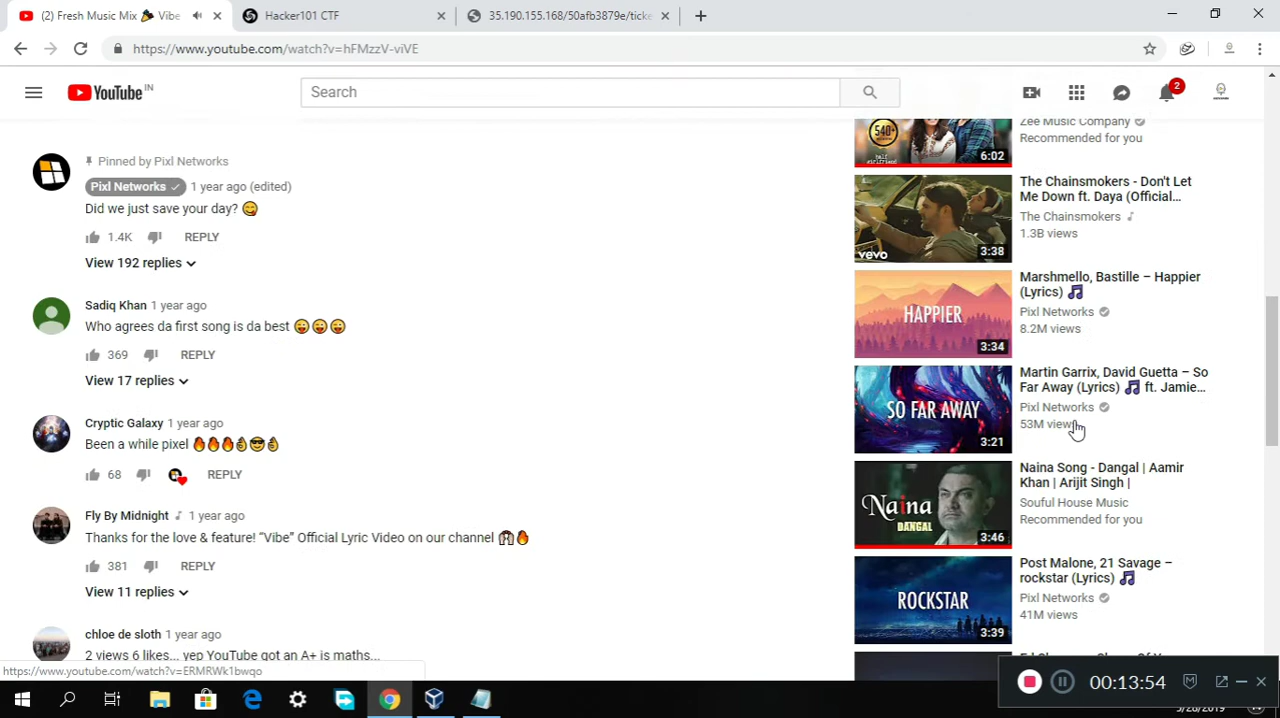 (2) Fresh Music Mix 🎉 Vibe
Hacker101 CTF
35.190.155.168/50afb3879e/ticke
https://www.youtube.com/watch?v=hFMzzV-viVE
YouTube IN
Search
2
Pinned by Pixl Networks
Pixl Networks 1 year ago (edited)
Did we just save your day? 😋
1.4K REPLY
View 192 replies
Sadiq Khan 1 year ago
Who agrees da first song is da best 😜😜😜
369 REPLY
View 17 replies
Cryptic Galaxy 1 year ago
Been a while pixel 🔥🔥🔥👌😎👌
68 REPLY
Fly By Midnight 1 year ago
Thanks for the love & feature! “Vibe” Official Lyric Video on our channel 🙌🔥
381 REPLY
View 11 replies
chloe de sloth 1 year ago
2 views 6 likes... yep YouTube got an A+ is maths...
540+
half
girlfriend
6:02
Zee Music Company
Recommended for you
vevo
3:38
The Chainsmokers - Don't Let
Me Down ft. Daya (Official...
The Chainsmokers
1.3B views
HAPPIER
3:34
Marshmello, Bastille – Happier
(Lyrics) 🎵
Pixl Networks
8.2M views
SO FAR AWAY
3:21
Martin Garrix, David Guetta – So
Far Away (Lyrics) 🎵 ft. Jamie...
Pixl Networks
53M views
Naina
DANGAL
3:46
Naina Song - Dangal | Aamir
Khan | Arijit Singh |
Souful House Music
Recommended for you
ROCKSTAR
3:39
Post Malone, 21 Savage –
rockstar (Lyrics) 🎵
Pixl Networks
41M views
https://www.youtube.com/watch?v=ERMRWk1bwqo
00:13:54